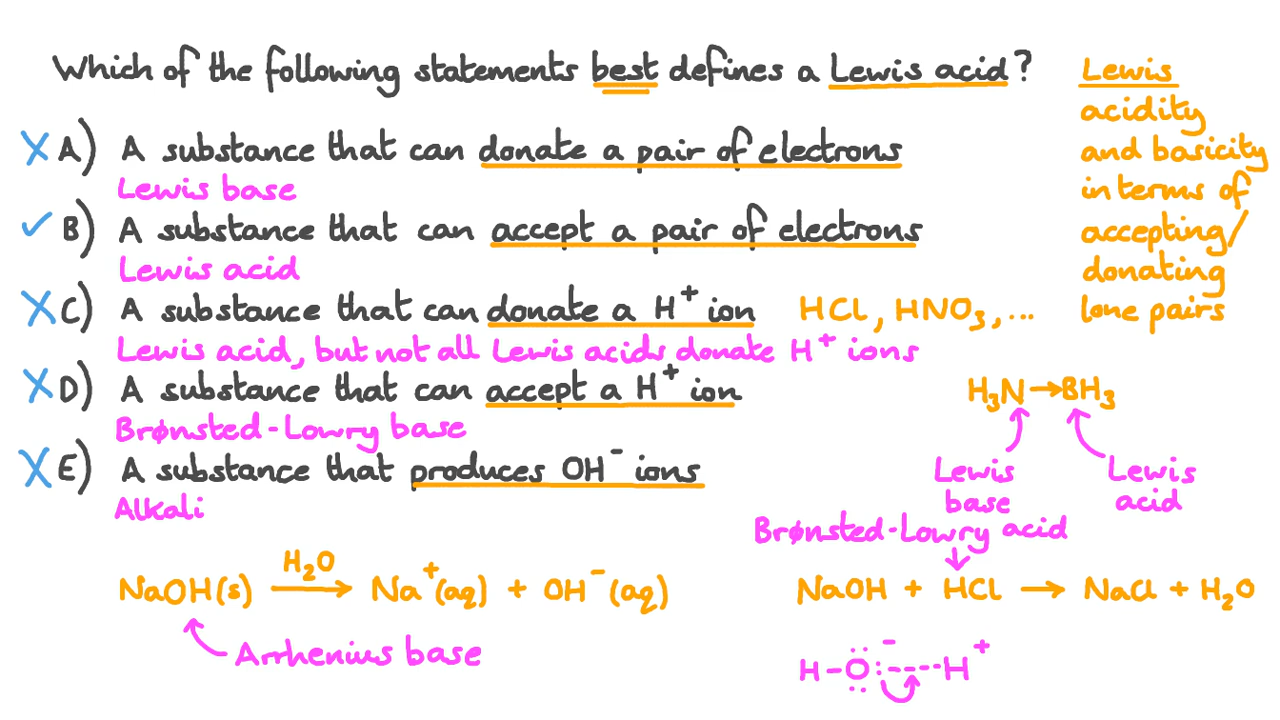 Which of the following statements best defines a Lewis acid?
X A) A substance that can donate a pair of electrons
Lewis base
✓ B) A substance that can accept a pair of electrons
Lewis acid
X C) A substance that can donate a H⁺ ion HCl, HNO₃, ...
Lewis acid, but not all Lewis acids donate H⁺ ions
X D) A substance that can accept a H⁺ ion
Brønsted-Lowry base
X E) A substance that produces OH⁻ ions
Alkali
Lewis
acidity
and basicity
in terms of
accepting/
donating
lone pairs
H₃N→BH₃
Lewis
base
Lewis
acid
NaOH(s) H₂O→ Na⁺(aq) + OH⁻(aq)
Arrhenius base
Brønsted-Lowry acid
NaOH + HCl → NaCl + H₂O
H-O:⁻---H⁺